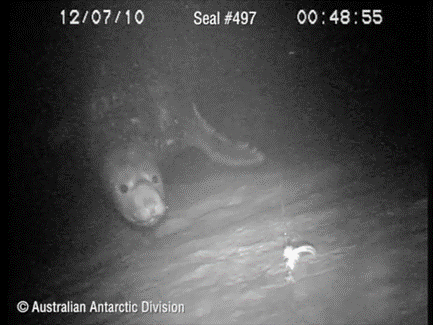 12/07/10 Seal #497 00:48:55
© Australian Antarctic Division